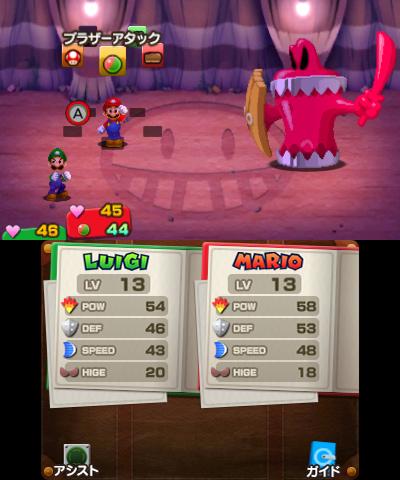 ブラザーアタック
A
45
44
46
LUIGI
LV 13
POW 54
DEF 46
SPEED 43
HIGE 20
MARIO
LV 13
POW 58
DEF 53
SPEED 48
HIGE 18
アシスト
ガイド